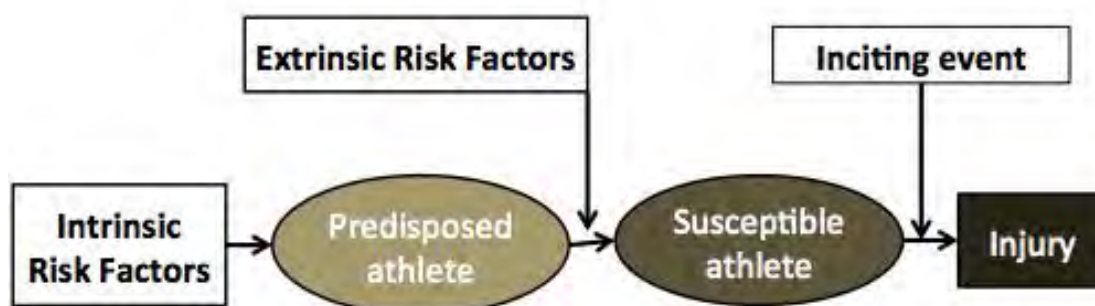 Extrinsic Risk Factors
Inciting event
Intrinsic
Risk Factors
Predisposed
athlete
Susceptible
athlete
Injury